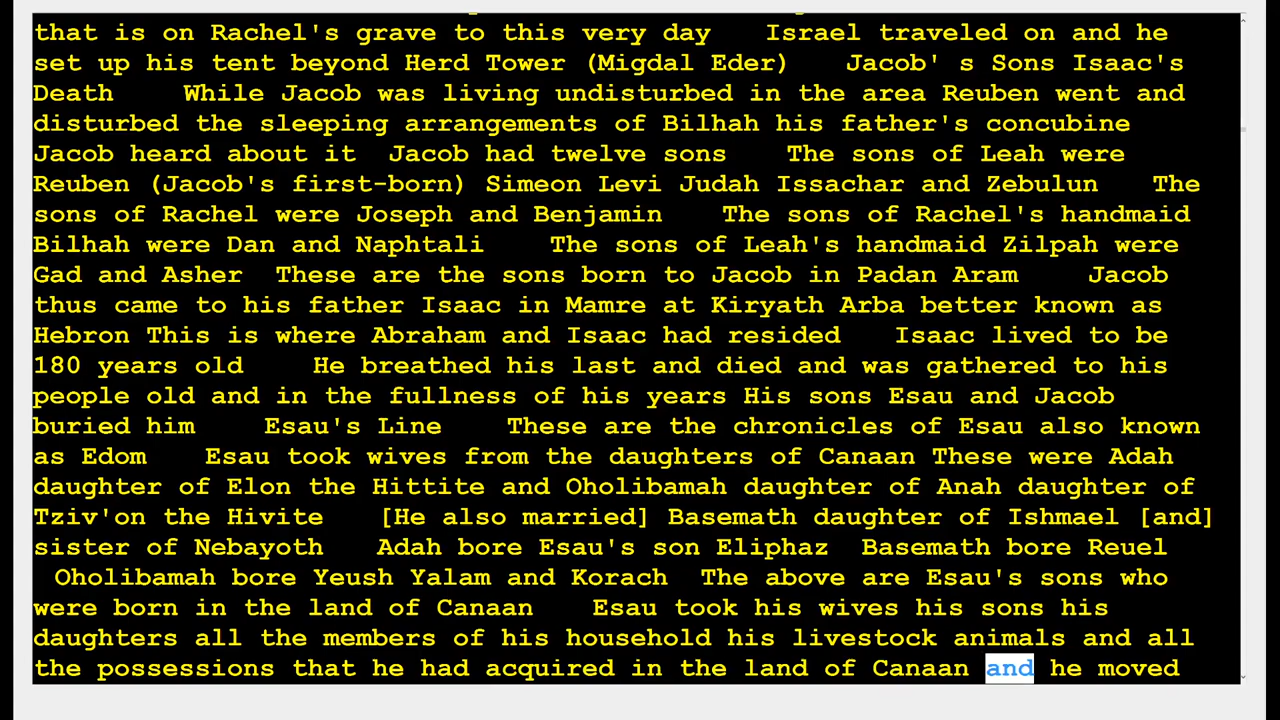 that is on Rachel's grave to this very day Israel traveled on and he
set up his tent beyond Herd Tower (Migdal Eder) Jacob' s Sons Isaac's
Death While Jacob was living undisturbed in the area Reuben went and
disturbed the sleeping arrangements of Bilhah his father's concubine
Jacob heard about it Jacob had twelve sons The sons of Leah were
Reuben (Jacob's first-born) Simeon Levi Judah Issachar and Zebulun The
sons of Rachel were Joseph and Benjamin The sons of Rachel's handmaid
Bilhah were Dan and Naphtali The sons of Leah's handmaid Zilpah were
Gad and Asher These are the sons born to Jacob in Padan Aram Jacob
thus came to his father Isaac in Mamre at Kiryath Arba better known as
Hebron This is where Abraham and Isaac had resided Isaac lived to be
180 years old He breathed his last and died and was gathered to his
people old and in the fullness of his years His sons Esau and Jacob
buried him Esau's Line These are the chronicles of Esau also known
as Edom Esau took wives from the daughters of Canaan These were Adah
daughter of Elon the Hittite and Oholibamah daughter of Anah daughter of
Tziv'on the Hivite [He also married] Basemath daughter of Ishmael [and]
sister of Nebayoth Adah bore Esau's son Eliphaz Basemath bore Reuel
Oholibamah bore Yeush Yalam and Korach The above are Esau's sons who
were born in the land of Canaan Esau took his wives his sons his
daughters all the members of his household his livestock animals and all
the possessions that he had acquired in the land of Canaan and he moved